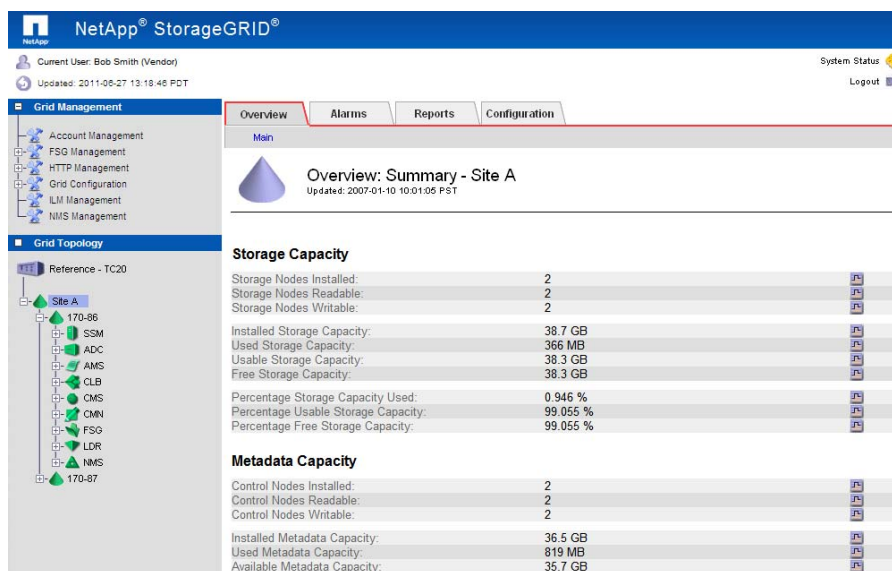 NetApp® StorageGRID®
NetApp
Current User: Bob Smith (Vendor)
System Status
Updated: 2011-06-27 13:18:46 PDT
Logout
Grid Management
Account Management
FSG Management
HTTP Management
Grid Configuration
ILM Management
NMS Management
Grid Topology
Reference - TC20
Site A
170-86
SSM
ADC
AMS
CLB
CMS
CMN
FSG
LDR
NMS
170-87
Overview Alarms Reports Configuration
Main
Overview: Summary - Site A
Updated: 2007-01-10 10:01:05 PST
Storage Capacity
Storage Nodes Installed: 2
Storage Nodes Readable: 2
Storage Nodes Writable: 2
Installed Storage Capacity: 38.7 GB
Used Storage Capacity: 366 MB
Usable Storage Capacity: 38.3 GB
Free Storage Capacity: 38.3 GB
Percentage Storage Capacity Used: 0.946 %
Percentage Usable Storage Capacity: 99.055 %
Percentage Free Storage Capacity: 99.055 %
Metadata Capacity
Control Nodes Installed: 2
Control Nodes Readable: 2
Control Nodes Writable: 2
Installed Metadata Capacity: 36.5 GB
Used Metadata Capacity: 819 MB
Available Metadata Capacity: 35.7 GB